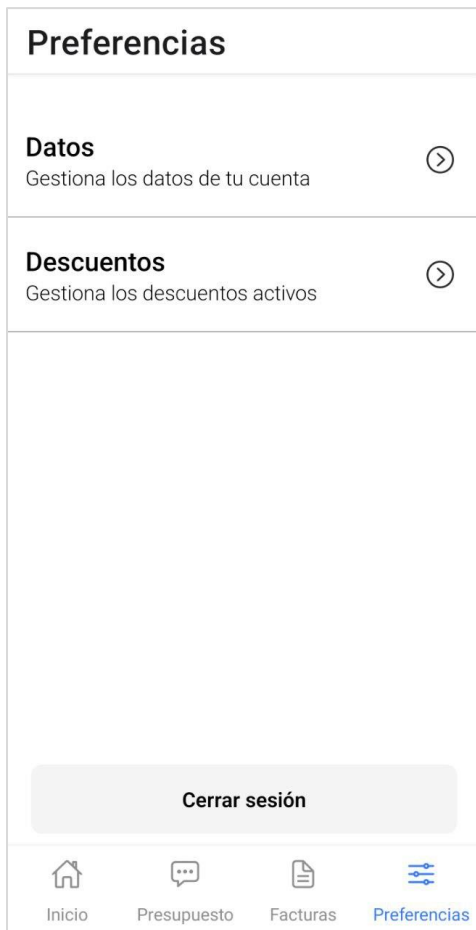 Preferencias
Datos
Gestiona los datos de tu cuenta
Descuentos
Gestiona los descuentos activos
Cerrar sesión
Inicio
Presupuesto
Facturas
Preferencias